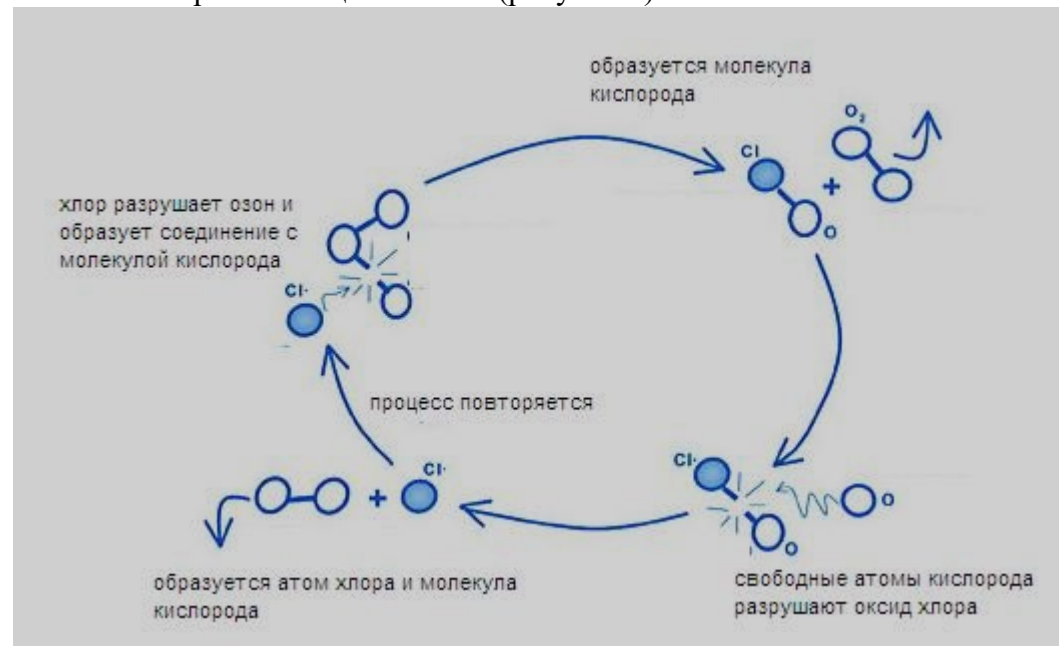 образуется молекула
кислорода
O₂
Cl
O
хлор разрушает озон и
образует соединение с
молекулой кислорода
Cl·
процесс повторяется
Cl·
Cl·
O
O
образуется атом хлора и молекула
кислорода
свободные атомы кислорода
разрушают оксид хлора